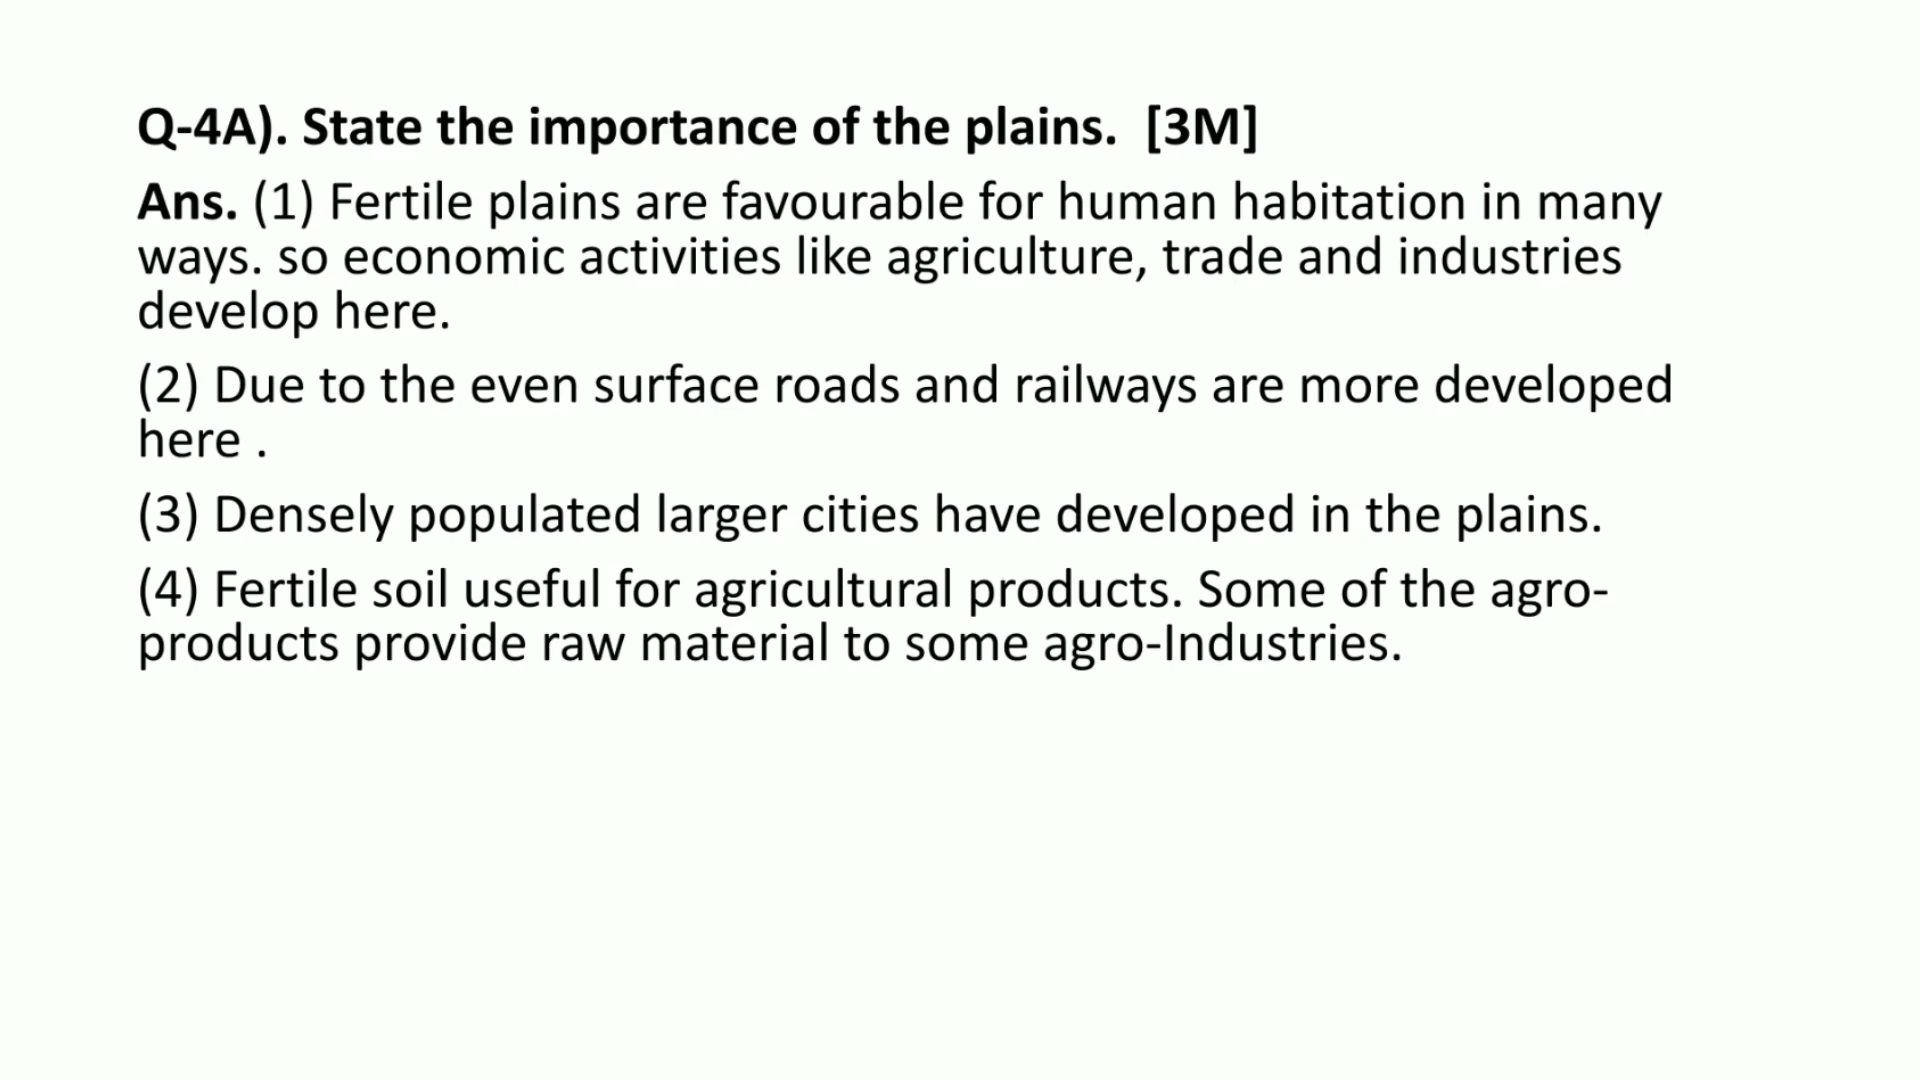 Q-4A). State the importance of the plains. [3M]
Ans. (1) Fertile plains are favourable for human habitation in many
ways. so economic activities like agriculture, trade and industries
develop here.
(2) Due to the even surface roads and railways are more developed
here .
(3) Densely populated larger cities have developed in the plains.
(4) Fertile soil useful for agricultural products. Some of the agro-
products provide raw material to some agro-Industries.